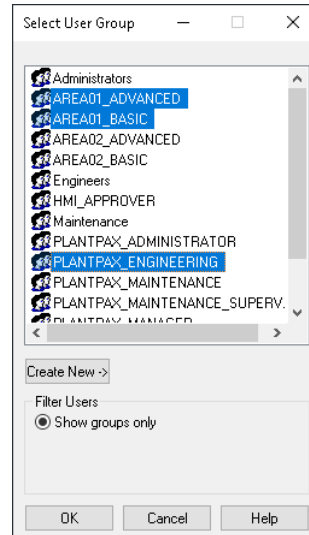 Select User Group
Administrators
AREA01_ADVANCED
AREA01_BASIC
AREA02_ADVANCED
AREA02_BASIC
Engineers
HMI_APPROVER
Maintenance
PLANTPAX_ADMINISTRATOR
PLANTPAX_ENGINEERING
PLANTPAX_MAINTENANCE
PLANTPAX_MAINTENANCE_SUPERV.
PLANTPAX_MANAGER
Create New ->
Filter Users
Show groups only
OK Cancel Help